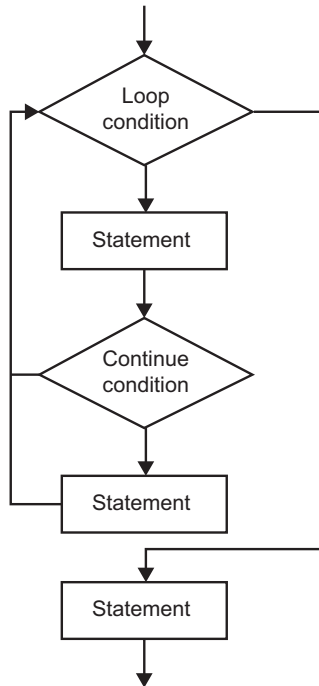 Loop
condition
Statement
Continue
condition
Statement
Statement